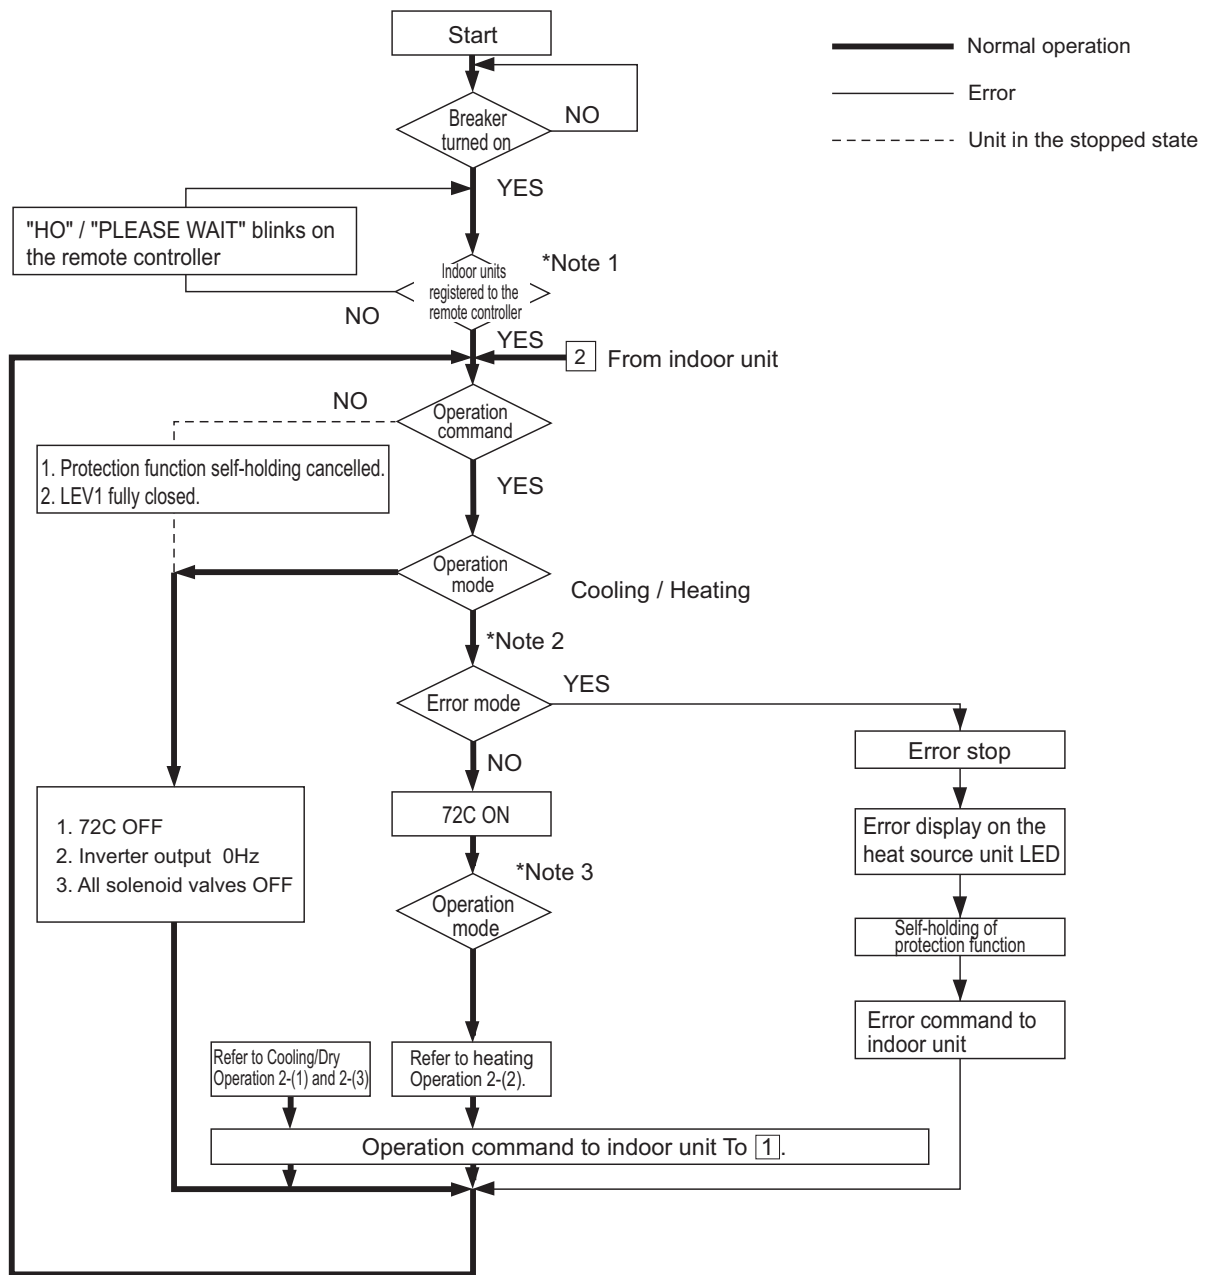 Start
Normal operation
Error
Unit in the stopped state
Breaker
turned on
NO
YES
"HO" / "PLEASE WAIT" blinks on
the remote controller
*Note 1
Indoor units
registered to the
remote controller
NO
YES
2 From indoor unit
NO
Operation
command
1. Protection function self-holding cancelled.
2. LEV1 fully closed.
YES
Operation
mode
Cooling / Heating
*Note 2
Error mode
YES
NO
Error stop
72C ON
Error display on the
heat source unit LED
1. 72C OFF
2. Inverter output 0Hz
3. All solenoid valves OFF
*Note 3
Operation
mode
Self-holding of
protection function
Error command to
indoor unit
Refer to Cooling/Dry
Operation 2-(1) and 2-(3)
Refer to heating
Operation 2-(2).
Operation command to indoor unit To 1.